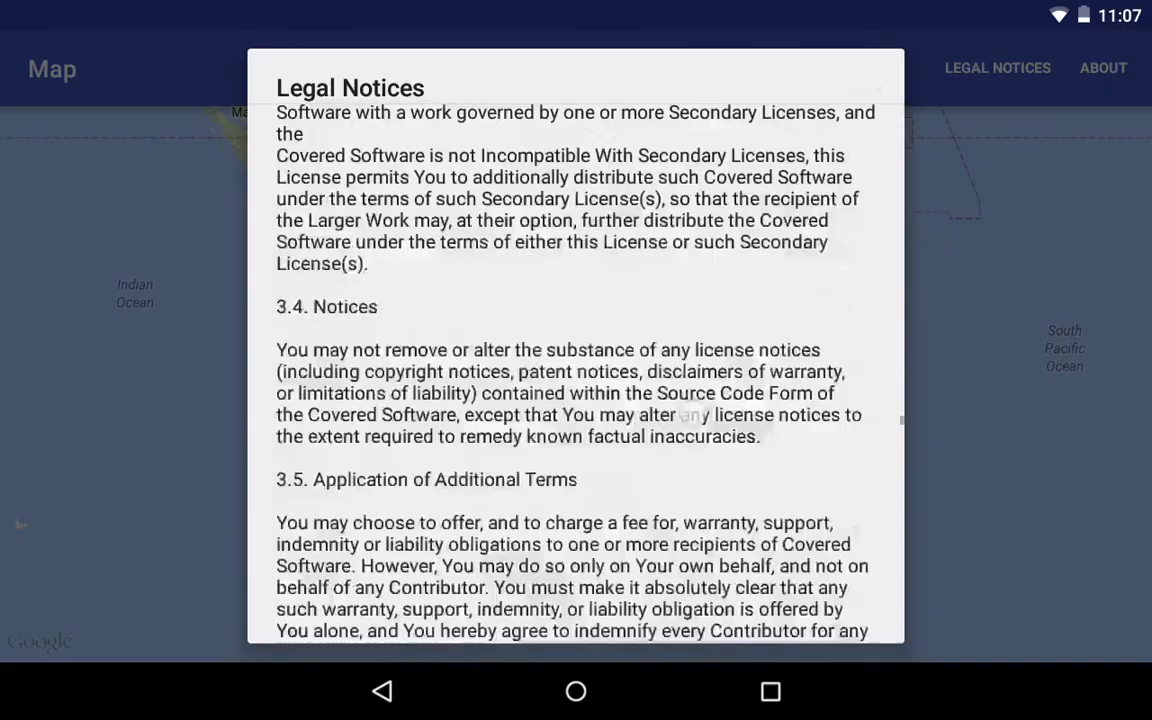 11:07
Map
LEGAL NOTICES
ABOUT
Legal Notices
Software with a work governed by one or more Secondary Licenses, and
the
Covered Software is not Incompatible With Secondary Licenses, this
License permits You to additionally distribute such Covered Software
under the terms of such Secondary License(s), so that the recipient of
the Larger Work may, at their option, further distribute the Covered
Software under the terms of either this License or such Secondary
License(s).
3.4. Notices
You may not remove or alter the substance of any license notices
(including copyright notices, patent notices, disclaimers of warranty,
or limitations of liability) contained within the Source Code Form of
the Covered Software, except that You may alter any license notices to
the extent required to remedy known factual inaccuracies.
3.5. Application of Additional Terms
You may choose to offer, and to charge a fee for, warranty, support,
indemnity or liability obligations to one or more recipients of Covered
Software. However, You may do so only on Your own behalf, and not on
behalf of any Contributor. You must make it absolutely clear that any
such warranty, support, indemnity, or liability obligation is offered by
You alone, and You hereby agree to indemnify every Contributor for any
Indian
Ocean
South
Pacific
Ocean
Google